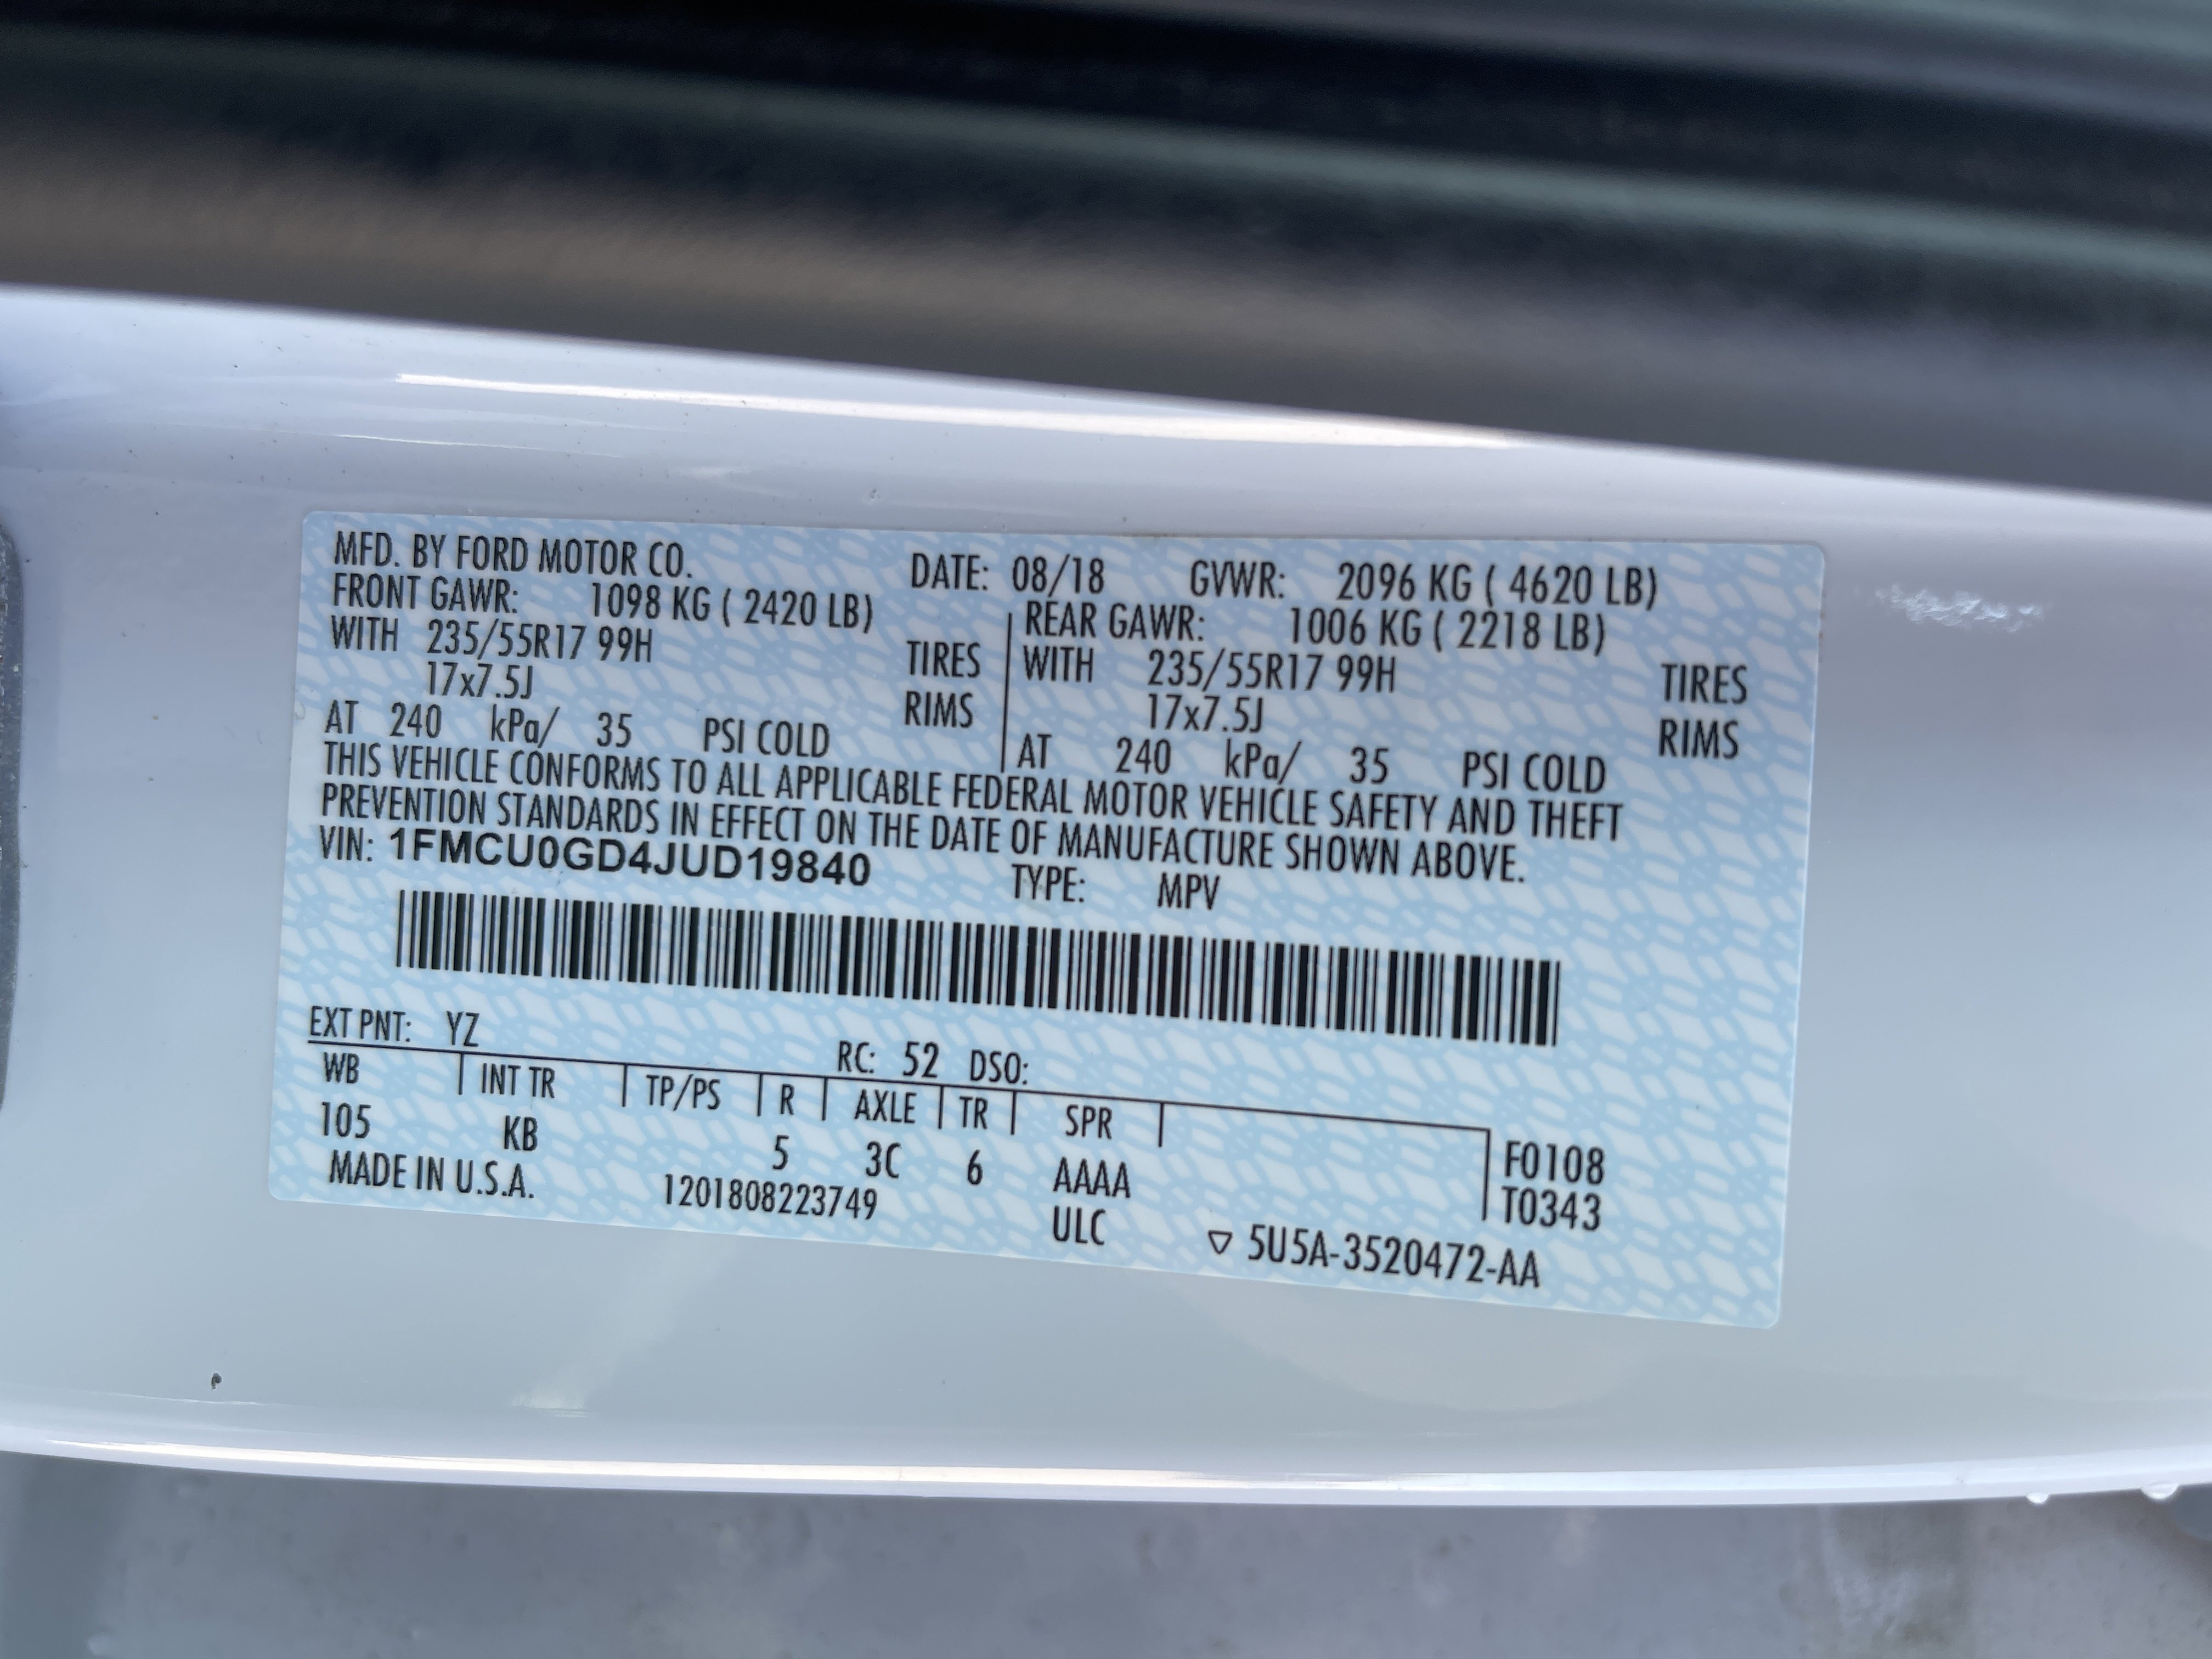 MFD. BY FORD MOTOR CO. DATE: 08/18 GVWR: 2096 KG ( 4620 LB)
FRONT GAWR: 1098 KG ( 2420 LB) REAR GAWR: 1006 KG ( 2218 LB)
WITH 235/55R17 99H TIRES WITH 235/55R17 99H TIRES
17x7.5J RIMS 17x7.5J RIMS
AT 240 kPa/ 35 PSI COLD AT 240 kPa/ 35 PSI COLD
THIS VEHICLE CONFORMS TO ALL APPLICABLE FEDERAL MOTOR VEHICLE SAFETY AND THEFT
PREVENTION STANDARDS IN EFFECT ON THE DATE OF MANUFACTURE SHOWN ABOVE.
VIN: 1FMCU0GD4JUD19840 TYPE: MPV
EXT PNT: YZ RC: 52 DSO:
WB INT TR TP/PS R AXLE TR SPR
105 KB 5 3C 6 AAAA F0108
MADE IN U.S.A. 1201808223749 ULC T0343
▽ 5U5A-3520472-AA